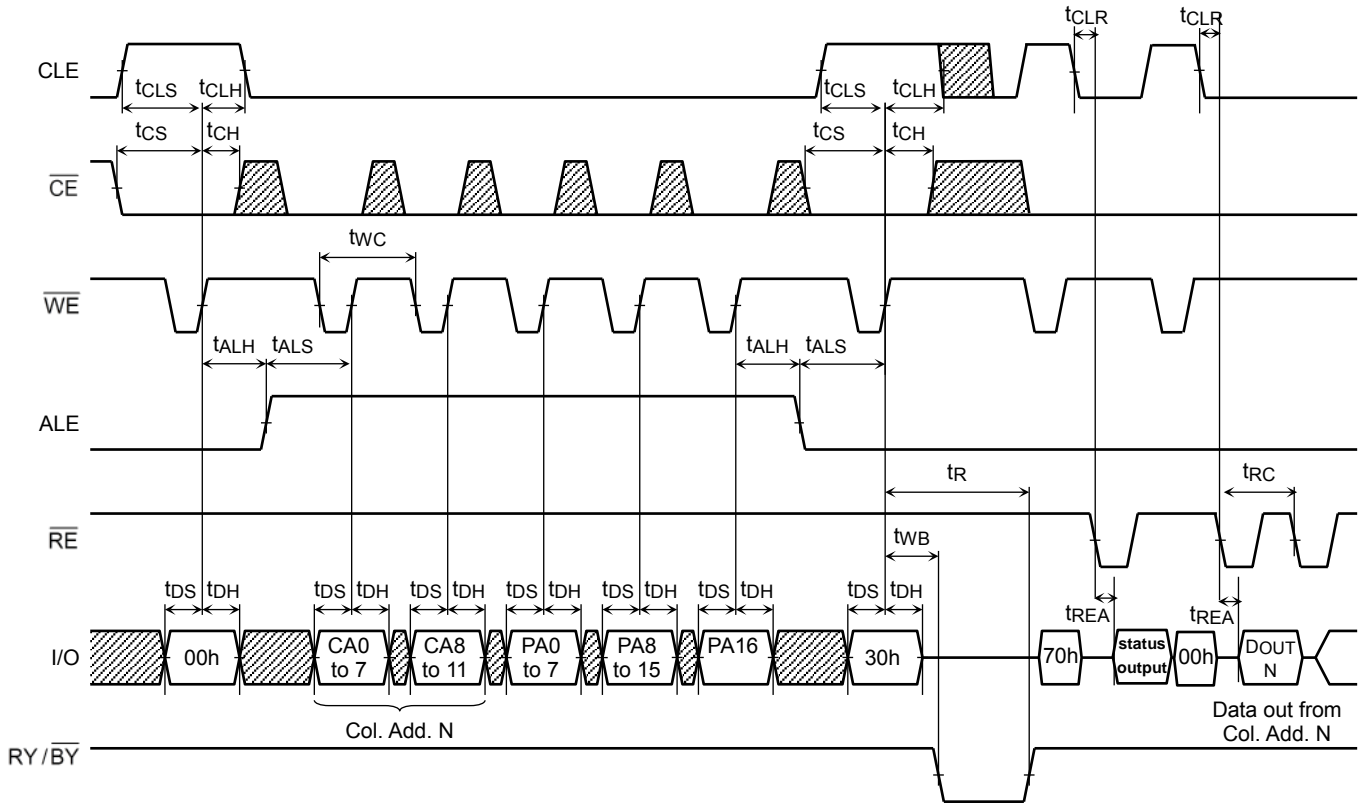 tCLR tCLR
CLE
tCLS tCLH tCLS tCLH
tCS tCH tCS tCH
CE
tWC
WE
tALH tALS tALH tALS
ALE
tR tRC
RE
tWB
tDS tDH tDS tDH tDS tDH tDS tDH tDS tDH tDS tDH tDS tDH
tREA tREA
I/O
00h
CA0
to 7
CA8
to 11
PA0
to 7
PA8
to 15
PA16
30h
70h
status
output
00h
DOUT
N
Col. Add. N
Data out from
Col. Add. N
RY/BY